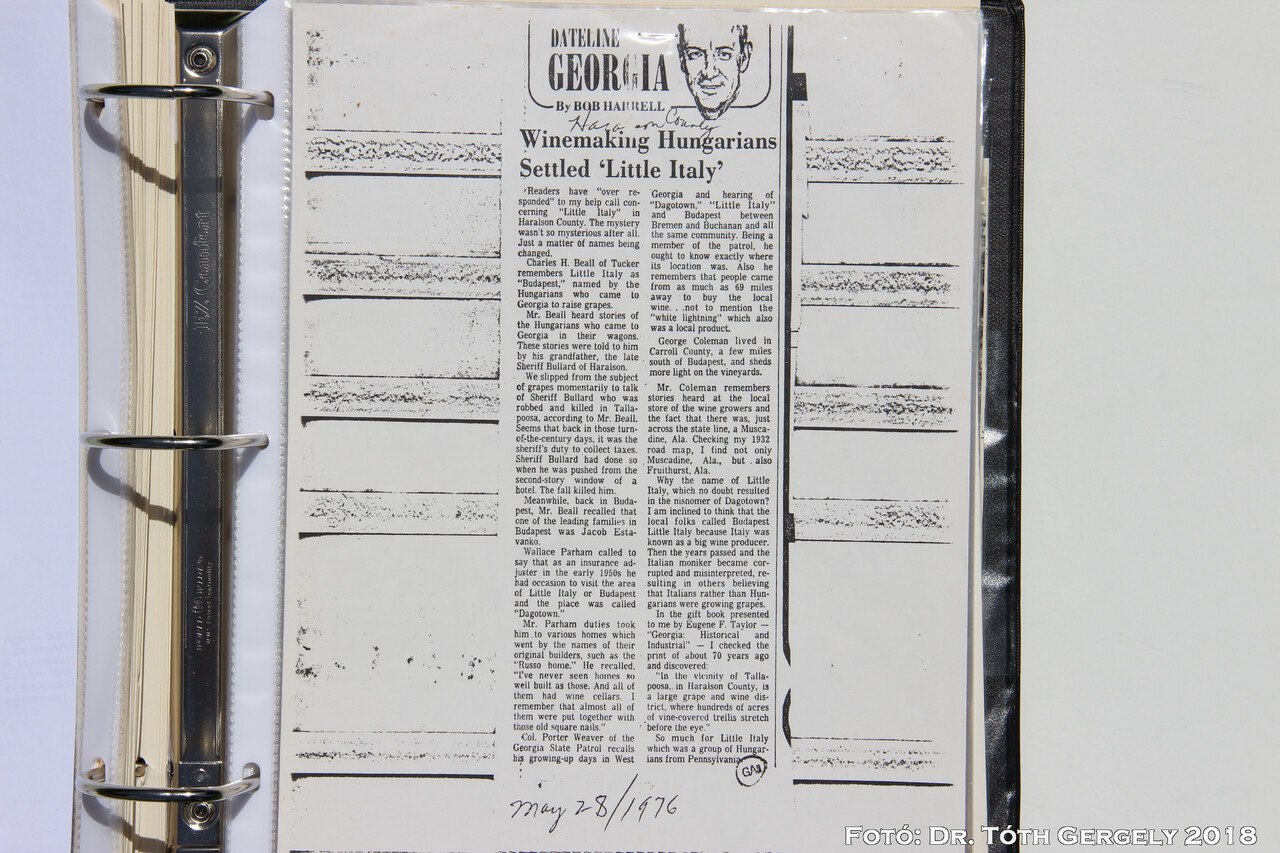 DATELINE
GEORGIA
By BOB HARRELL
Haralson County
Winemaking Hungarians
Settled ‘Little Italy’
Readers have “over re-
sponded” to my help call con-
cerning “Little Italy” in
Haralson County. The mystery
wasn't so mysterious after all.
Just a matter of names being
changed.
Charles H. Beall of Tucker
remembers Little Italy as
“Budapest,” named by the
Hungarians who came to
Georgia to raise grapes.
Mr. Beall heard stories of
the Hungarians who came to
Georgia in their wagons.
These stories were told to him
by his grandfather, the late
Sheriff Bullard of Haralson.
We slipped from the subject
of grapes momentarily to talk
of Sheriff Bullard who was
robbed and killed in Talla-
poosa, according to Mr. Beall.
Seems that back in those turn-
of-the-century days, it was the
sheriff's duty to collect taxes.
Sheriff Bullard had done so
when he was pushed from the
second-story window of a
hotel. The fall killed him.
Meanwhile, back in Buda-
pest, Mr. Beall recalled that
one of the leading families in
Budapest was Jacob Esta-
vanko.
Wallace Parham called to
say that as an insurance ad-
juster in the early 1950s he
had occasion to visit the area
of Little Italy or Budapest
and the place was called
“Dagotown.”
Mr. Parham duties took
him to various homes which
went by the names of their
original builders, such as the
“Russo home.” He recalled,
“I've never seen homes so
well built as those. And all of
them had wine cellars. I
remember that almost all of
them were put together with
those old square nails.”
Col. Porter Weaver of the
Georgia State Patrol recalls
his growing-up days in West
Georgia and hearing of
“Dagotown,” “Little Italy”
and Budapest between
Bremen and Buchanan and all
the same community. Being a
member of the patrol, he
ought to know exactly where
its location was. Also he
remembers that people came
from as much as 69 miles
away to buy the local
wine. . .not to mention the
“white lightning” which also
was a local product.
George Coleman lived in
Carroll County, a few miles
south of Budapest, and sheds
more light on the vineyards.
Mr. Coleman remembers
stories heard at the local
store of the wine growers and
the fact that there was, just
across the state line, a Musca-
dine, Ala. Checking my 1932
road map, I find not only
Muscadine, Ala., but also
Fruithurst, Ala.
Why the name of Little
Italy, which no doubt resulted
in the nisnomer of Dagotown?
I am inclined to think that the
local folks called Budapest
Little Italy because Italy was
known as a big wine producer.
Then the years passed and the
Italian moniker became cor-
rupted and misinterpreted, re-
sulting in others believing
that Italians rather than Hun-
garians were growing grapes.
In the gift book presented
to me by Eugene F. Taylor —
“Georgia: Historical and
Industrial” — I checked the
print of about 70 years ago
and discovered:
“In the vicinity of Talla-
poosa, in Haralson County, is
a large grape and wine dis-
trict, where hundreds of acres
of vine-covered trellis stretch
before the eye.”
So much for Little Italy
which was a group of Hungar-
ians from Pennsylvania.
May 28/1976
Fotó: Dr. Tóth Gergely 2018